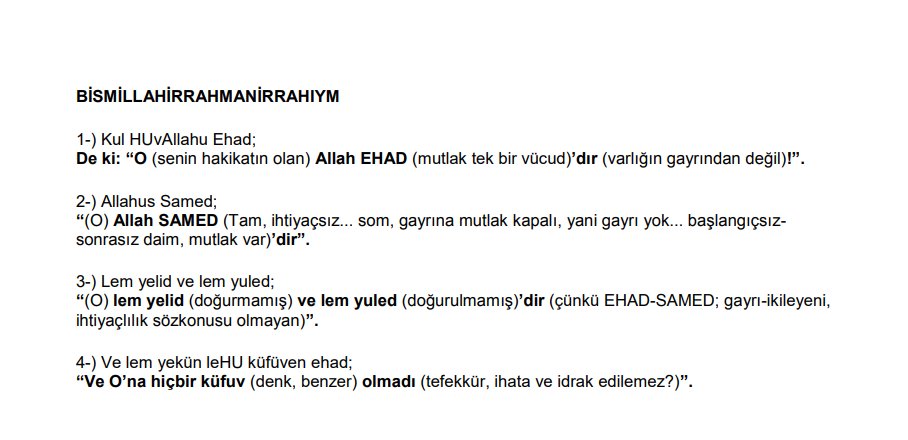 BİSMİLLAHİRRAHMANİRRAHIYM
1-) Kul HUvAllahu Ehad;
De ki: “O (senin hakikatın olan) Allah EHAD (mutlak tek bir vücud)’dır (varlığın gayrından değil)!”.
2-) Allahus Samed;
“(O) Allah SAMED (Tam, ihtiyaçsız... som, gayrına mutlak kapalı, yani gayrı yok... başlangıçsız-
sonrasız daim, mutlak var)’dir”.
3-) Lem yelid ve lem yuled;
“(O) lem yelid (doğurmamış) ve lem yuled (doğurulmamış)’dir (çünkü EHAD-SAMED; gayrı-ikileyeni,
ihtiyaçlılık sözkonusu olmayan)”.
4-) Ve lem yekün leHU küfüven ehad;
“Ve O’na hiçbir küfuv (denk, benzer) olmadı (tefekkür, ihata ve idrak edilemez?)”.